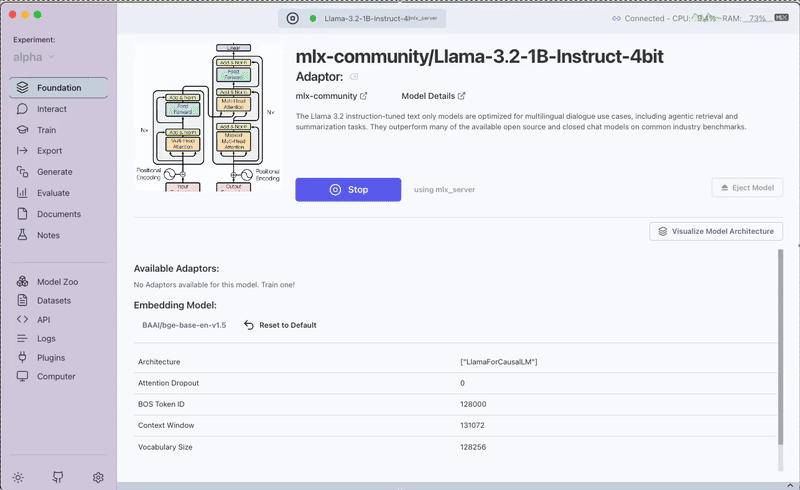 Llama-3.2-1B-Instruct-4bit
mlx_server
Connected - CPU: 9.4% RAM: 73%
MLX
Experiment:
alpha
Foundation
Interact
Train
Export
Generate
Evaluate
Documents
Notes
Model Zoo
Datasets
API
Logs
Plugins
Computer
Linear
Add & Norm
Feed
Forward
Add & Norm
Multi-Head
Attention
Add & Norm
Masked
Multi-Head
Attention
Add & Norm
Feed
Forward
Add & Norm
Multi-Head
Attention
N×
N×
Positional
Encoding
Positional
Encoding
Input
Output
mlx-community/Llama-3.2-1B-Instruct-4bit
Adaptor:
mlx-community
Model Details
The Llama 3.2 instruction-tuned text only models are optimized for multilingual dialogue use cases, including agentic retrieval and
summarization tasks. They outperform many of the available open source and closed chat models on common industry benchmarks.
Stop
using mlx_server
Eject Model
Visualize Model Architecture
Available Adaptors:
No Adaptors available for this model. Train one!
Embedding Model:
BAAI/bge-base-en-v1.5
Reset to Default
Architecture ["LlamaForCausalLM"]
Attention Dropout 0
BOS Token ID 128000
Context Window 131072
Vocabulary Size 128256